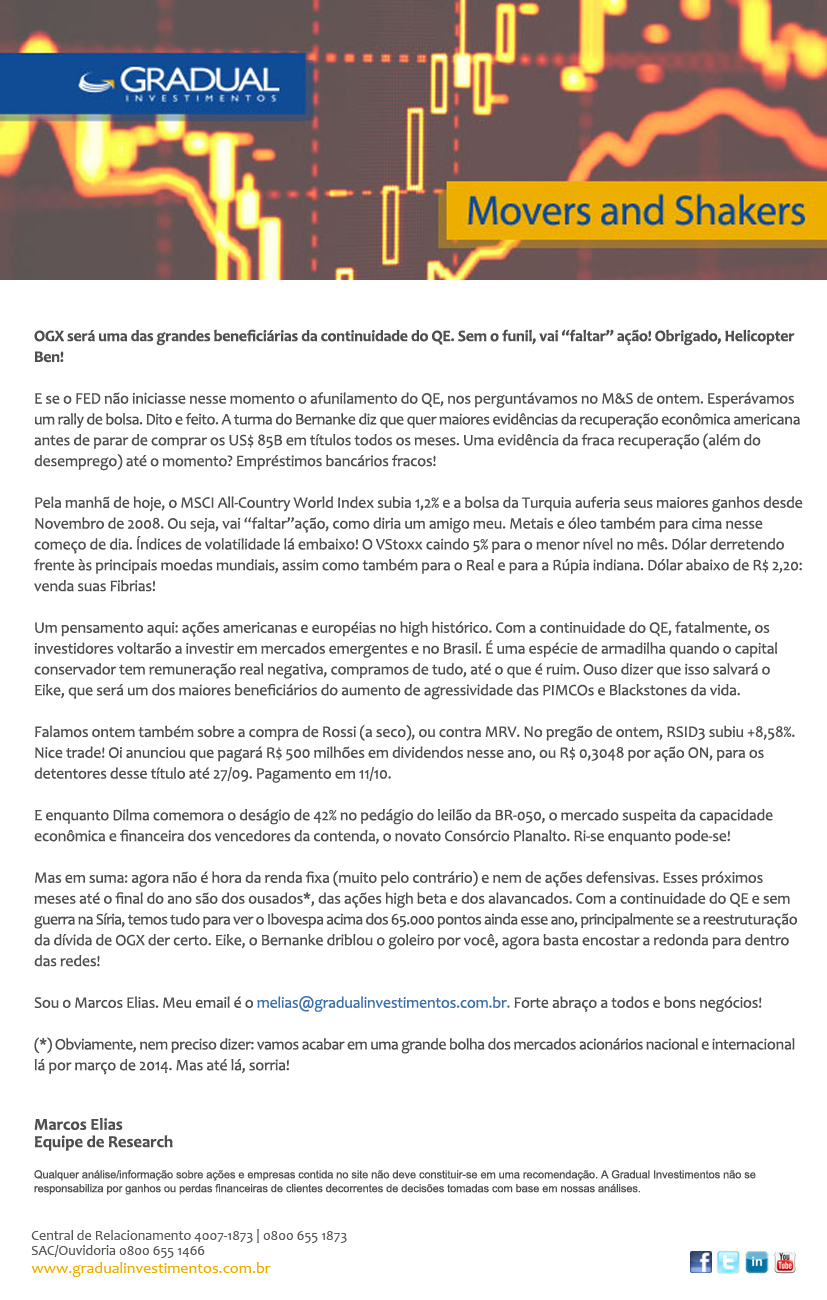 GRADUAL
INVESTIMENTOS
Movers and Shakers
OGX será uma das grandes beneficiárias da continuidade do QE. Sem o funil, vai “faltar” ação! Obrigado, Helicopter
Ben!
E se o FED não iniciasse nesse momento o afunilamento do QE, nos perguntávamos no M&S de ontem. Esperávamos
um rally de bolsa. Dito e feito. A turma do Bernanke diz que quer maiores evidências da recuperação econômica americana
antes de parar de comprar os US$ 85B em títulos todos os meses. Uma evidência da fraca recuperação (além do
desemprego) até o momento? Empréstimos bancários fracos!
Pela manhã de hoje, o MSCI All-Country World Index subia 1,2% e a bolsa da Turquia auferia seus maiores ganhos desde
Novembro de 2008. Ou seja, vai “faltar”ação, como diria um amigo meu. Metais e óleo também para cima nesse
começo de dia. Índices de volatilidade lá embaixo! O VStoxx caindo 5% para o menor nível no mês. Dólar derretendo
frente às principais moedas mundiais, assim como também para o Real e para a Rúpia indiana. Dólar abaixo de R$ 2,20:
venda suas Fibrias!
Um pensamento aqui: ações americanas e européias no high histórico. Com a continuidade do QE, fatalmente, os
investidores voltarão a investir em mercados emergentes e no Brasil. É uma espécie de armadilha quando o capital
conservador tem remuneração real negativa, compramos de tudo, até o que é ruim. Ouso dizer que isso salvará o
Eike, que será um dos maiores beneficiários do aumento de agressividade das PIMCOs e Blackstones da vida.
Falamos ontem também sobre a compra de Rossi (a seco), ou contra MRV. No pregão de ontem, RSID3 subiu +8,58%.
Nice trade! Oi anunciou que pagará R$ 500 milhões em dividendos nesse ano, ou R$ 0,3048 por ação ON, para os
detentores desse título até 27/09. Pagamento em 11/10.
E enquanto Dilma comemora o deságio de 42% no pedágio do leilão da BR-050, o mercado suspeita da capacidade
econômica e financeira dos vencedores da contenda, o novato Consórcio Planalto. Ri-se enquanto pode-se!
Mas em suma: agora não é hora da renda fixa (muito pelo contrário) e nem de ações defensivas. Esses próximos
meses até o final do ano são dos ousados*, das ações high beta e dos alavancados. Com a continuidade do QE e sem
guerra na Síria, temos tudo para ver o Ibovespa acima dos 65.000 pontos ainda esse ano, principalmente se a reestruturação
da dívida de OGX der certo. Eike, o Bernanke driblou o goleiro por você, agora basta encostar a redonda para dentro
das redes!
Sou o Marcos Elias. Meu email é o melias@gradualinvestimentos.com.br. Forte abraço a todos e bons negócios!
(*) Obviamente, nem preciso dizer: vamos acabar em uma grande bolha dos mercados acionários nacional e internacional
lá por março de 2014. Mas até lá, sorria!
Marcos Elias
Equipe de Research
Qualquer análise/informação sobre ações e empresas contida no site não deve constituir-se em uma recomendação. A Gradual Investimentos não se
responsabiliza por ganhos ou perdas financeiras de clientes decorrentes de decisões tomadas com base em nossas análises.
Central de Relacionamento 4007-1873 | 0800 655 1873
SAC/Ouvidoria 0800 655 1466
www.gradualinvestimentos.com.br
f t in You Tube